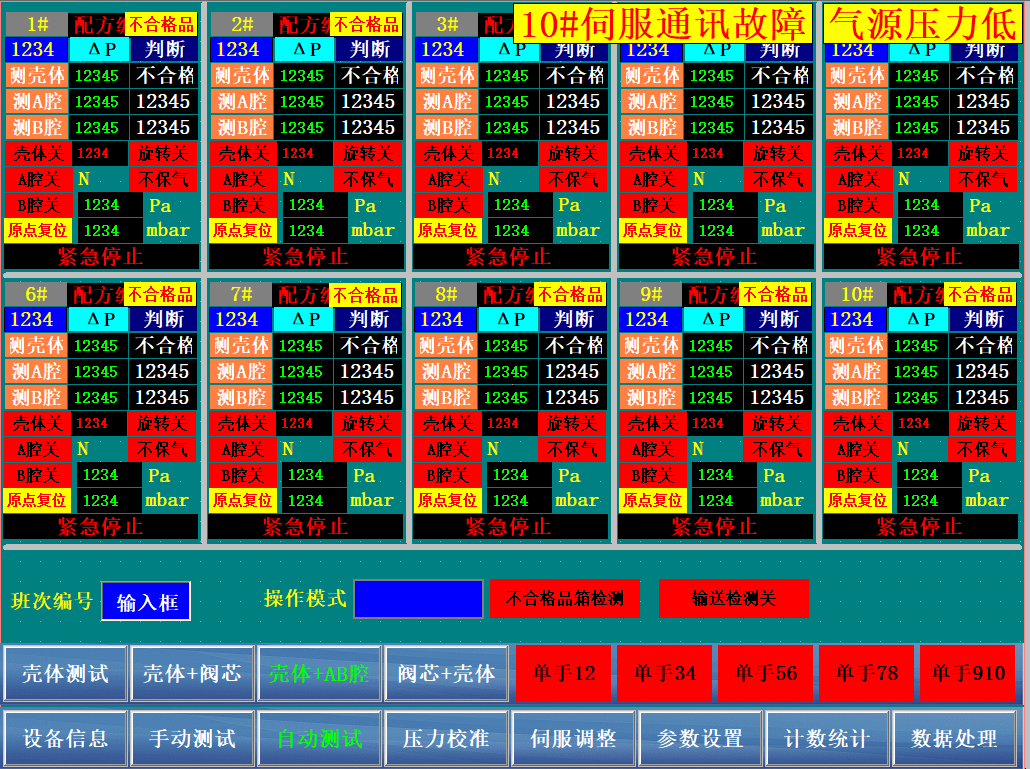 1# 配方 不合格品 2# 配方 不合格品 3# 配 10#伺服通讯故障 气源压力低
1234 ΔP 判断 1234 ΔP 判断 1234 ΔP 判断 1234 ΔP 判断 1234 ΔP 判断
测壳体 12345 不合格 测壳体 12345 不合格 测壳体 12345 不合格 测壳体 12345 不合格 测壳体 12345 不合格
测A腔 12345 12345 测A腔 12345 12345 测A腔 12345 12345 测A腔 12345 12345 测A腔 12345 12345
测B腔 12345 12345 测B腔 12345 12345 测B腔 12345 12345 测B腔 12345 12345 测B腔 12345 12345
壳体关 1234 旋转关 壳体关 1234 旋转关 壳体关 1234 旋转关 壳体关 1234 旋转关 壳体关 1234 旋转关
A腔关 N 不保气 A腔关 N 不保气 A腔关 N 不保气 A腔关 N 不保气 A腔关 N 不保气
B腔关 1234 Pa B腔关 1234 Pa B腔关 1234 Pa B腔关 1234 Pa B腔关 1234 Pa
原点复位 1234 mbar 原点复位 1234 mbar 原点复位 1234 mbar 原点复位 1234 mbar 原点复位 1234 mbar
紧急停止 紧急停止 紧急停止 紧急停止 紧急停止
6# 配方 不合格品 7# 配方 不合格品 8# 配方 不合格品 9# 配方 不合格品 10# 配方 不合格品
1234 ΔP 判断 1234 ΔP 判断 1234 ΔP 判断 1234 ΔP 判断 1234 ΔP 判断
测壳体 12345 不合格 测壳体 12345 不合格 测壳体 12345 不合格 测壳体 12345 不合格 测壳体 12345 不合格
测A腔 12345 12345 测A腔 12345 12345 测A腔 12345 12345 测A腔 12345 12345 测A腔 12345 12345
测B腔 12345 12345 测B腔 12345 12345 测B腔 12345 12345 测B腔 12345 12345 测B腔 12345 12345
壳体关 1234 旋转关 壳体关 1234 旋转关 壳体关 1234 旋转关 壳体关 1234 旋转关 壳体关 1234 旋转关
A腔关 N 不保气 A腔关 N 不保气 A腔关 N 不保气 A腔关 N 不保气 A腔关 N 不保气
B腔关 1234 Pa B腔关 1234 Pa B腔关 1234 Pa B腔关 1234 Pa B腔关 1234 Pa
原点复位 1234 mbar 原点复位 1234 mbar 原点复位 1234 mbar 原点复位 1234 mbar 原点复位 1234 mbar
紧急停止 紧急停止 紧急停止 紧急停止 紧急停止
班次编号 输入框 操作模式 不合格品箱检测 输送检测关
壳体测试 壳体+阀芯 壳体+AB腔 阀芯+壳体 单手12 单手34 单手56 单手78 单手910
设备信息 手动测试 自动测试 压力校准 伺服调整 参数设置 计数统计 数据处理